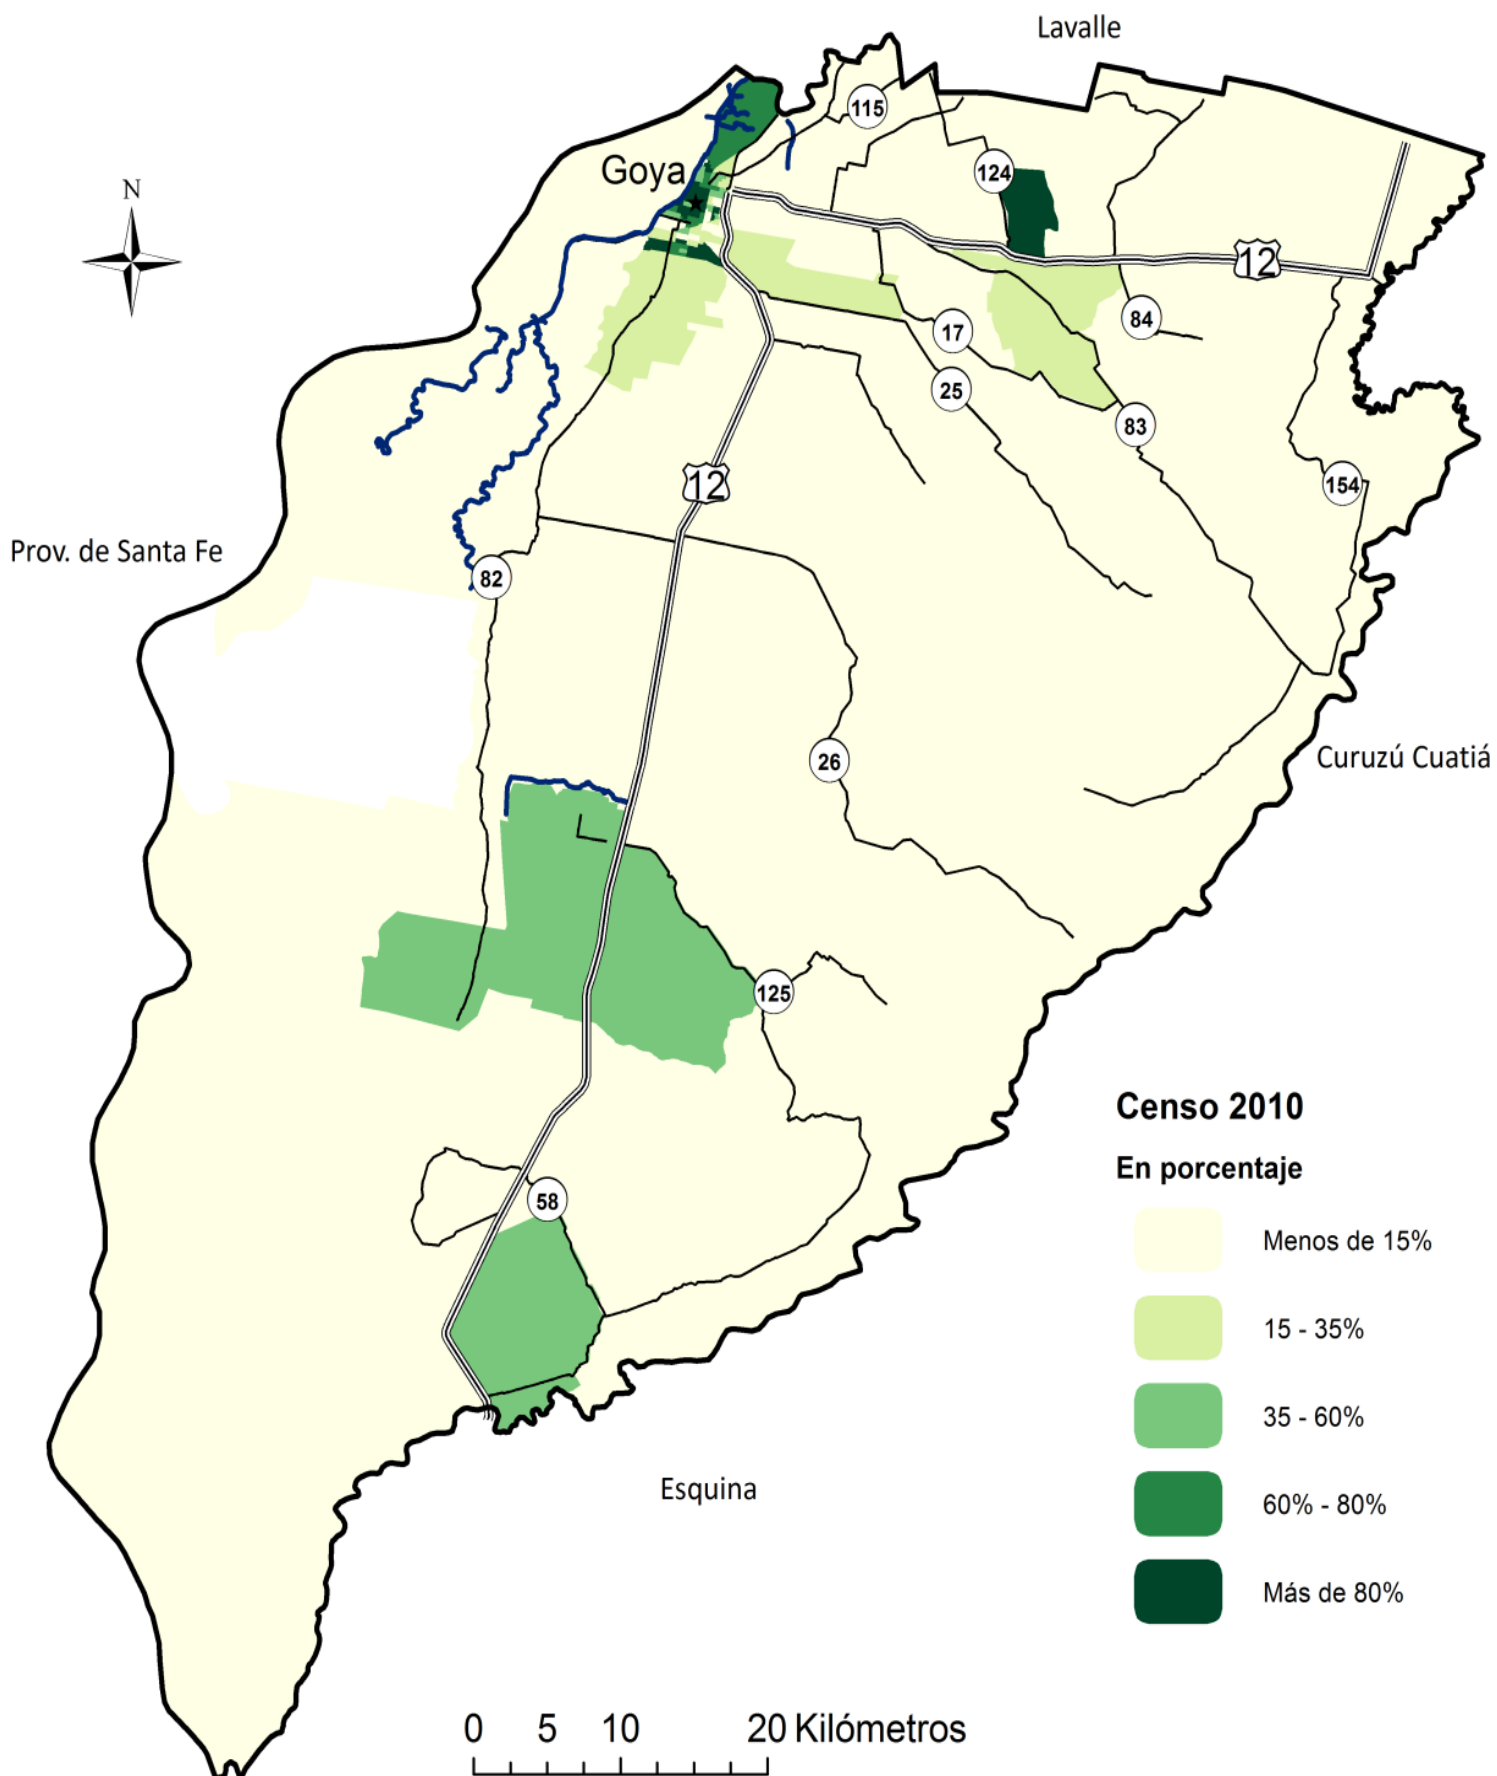 Lavalle
115
Goya
124
N
12
84
17
25
83
12
154
Prov. de Santa Fe
82
26
Curuzú Cuatiá
125
Censo 2010
En porcentaje
58
Menos de 15%
15 - 35%
35 - 60%
Esquina
60% - 80%
Más de 80%
0 5 10 20 Kilómetros